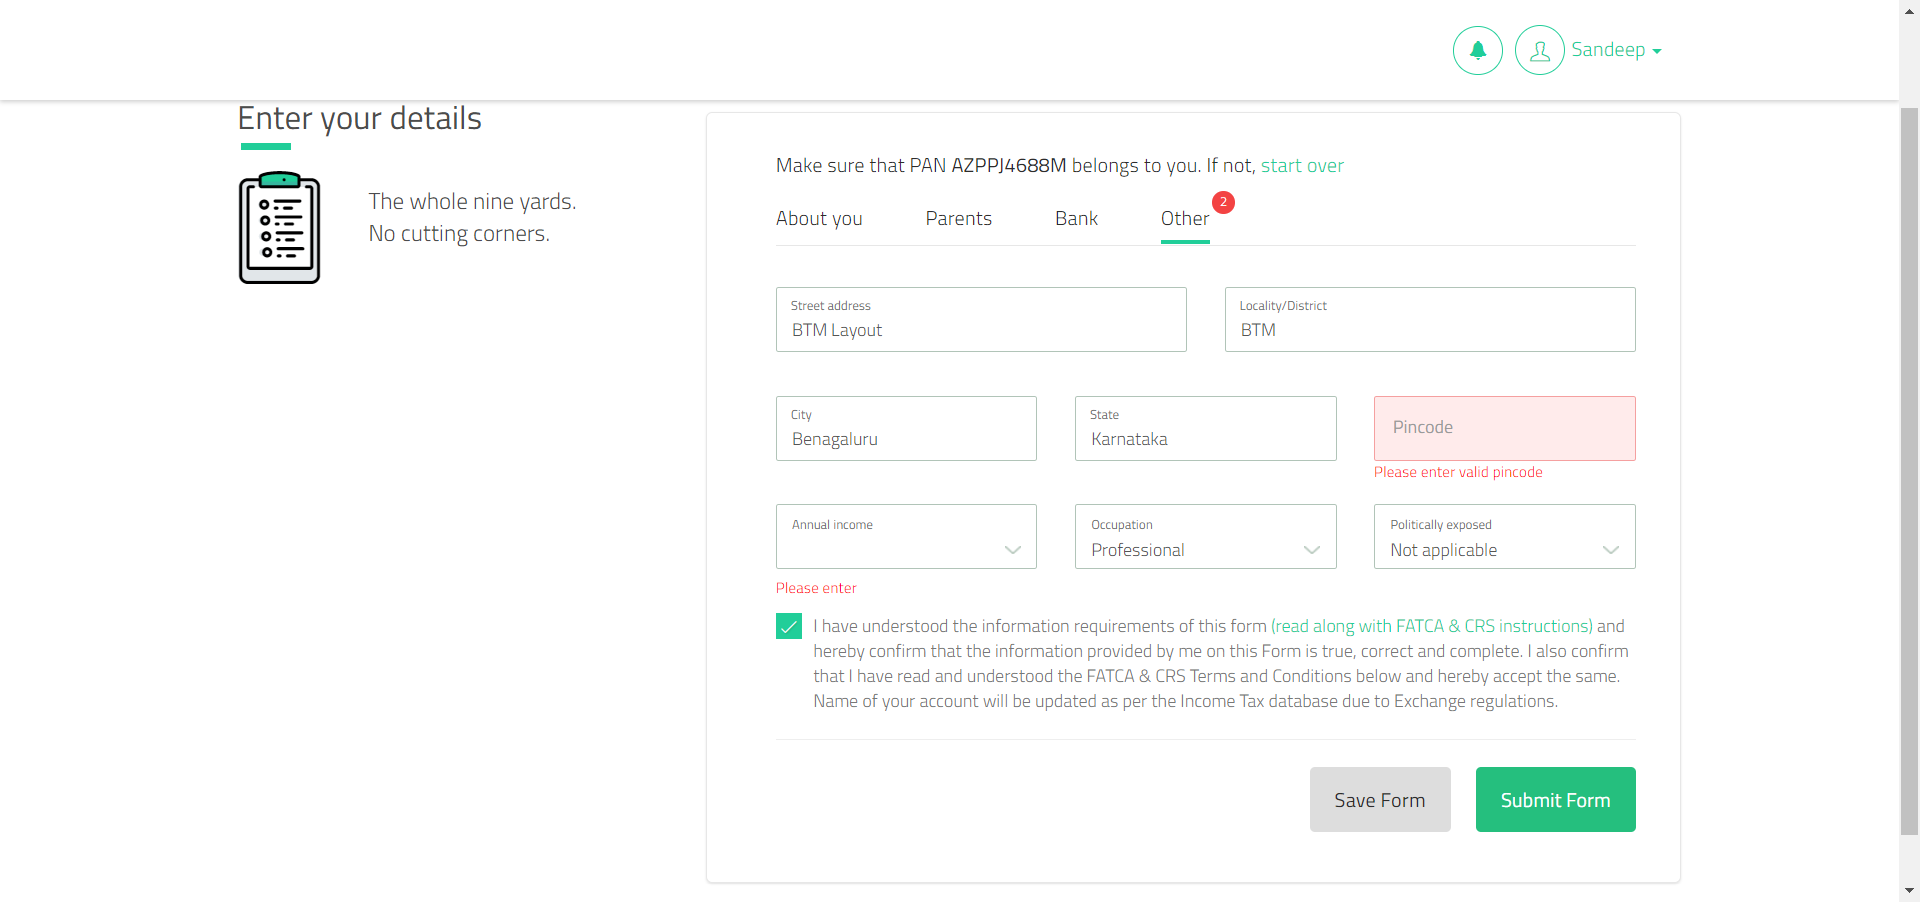 Sandeep
Enter your details
The whole nine yards.
No cutting corners.
Make sure that PAN AZPPJ4688M belongs to you. If not, start over
About you Parents Bank Other 2
Street address Locality/District
BTM Layout BTM
City State
Benagaluru Karnataka Pincode
Please enter valid pincode
Annual income Occupation Politically exposed
Professional Not applicable
Please enter
I have understood the information requirements of this form (read along with FATCA & CRS instructions) and
hereby confirm that the information provided by me on this Form is true, correct and complete. I also confirm
that I have read and understood the FATCA & CRS Terms and Conditions below and hereby accept the same.
Name of your account will be updated as per the Income Tax database due to Exchange regulations.
Save Form Submit Form